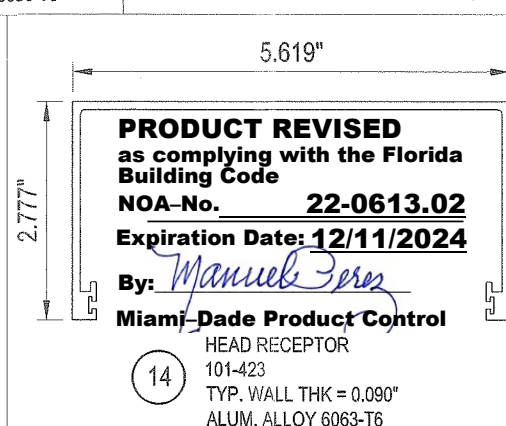 5.619"
2.777"
PRODUCT REVISED
as complying with the Florida
Building Code
NOA–No. 22-0613.02
Expiration Date: 12/11/2024
By: Manuel Perez
Miami–Dade Product Control
14
HEAD RECEPTOR
101-423
TYP. WALL THK = 0.090"
ALUM. ALLOY 6063-T6